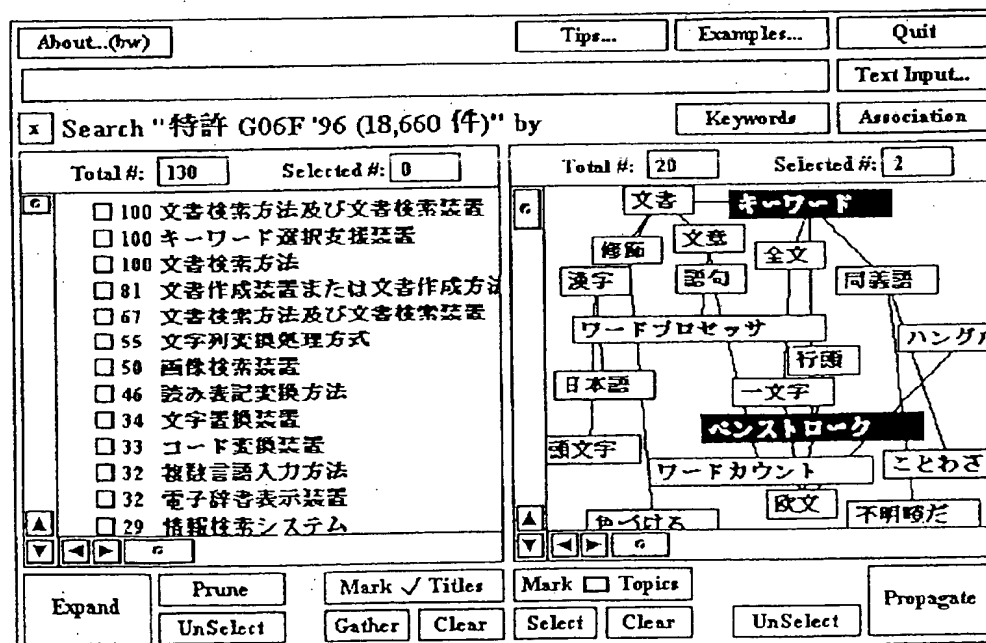 About...(bw)
Tips...
Examples...
Quit
Text Input...
x Search "特許 G06F '96 (18,660 件)" by
Keywords
Association
Total #: 130
Selected #: 0
Total #: 20
Selected #: 2
100 文書検索方法及び文書検索装置
100 キーワード選択支援装置
100 文書検索方法
81 文書作成装置または文書作成方法
67 文書検索方法及び文書検索装置
55 文字列変換処理方式
50 画像検索装置
46 読み表記変換方法
34 文字置換装置
33 コード変換装置
32 複数言語入力方法
32 電子辞書表示装置
29 情報検索システム
文書
キーワード
修飾
文章
全文
漢字
語句
同義語
ワードプロセッサ
ハングル
行頭
日本語
一文字
ペンストローク
頭文字
ワードカウント
ことわざ
欧文
不明瞭だ
Expand
Prune
UnSelect
Mark ✓ Titles
Gather
Clear
Mark □ Topics
Select
Clear
UnSelect
Propagate